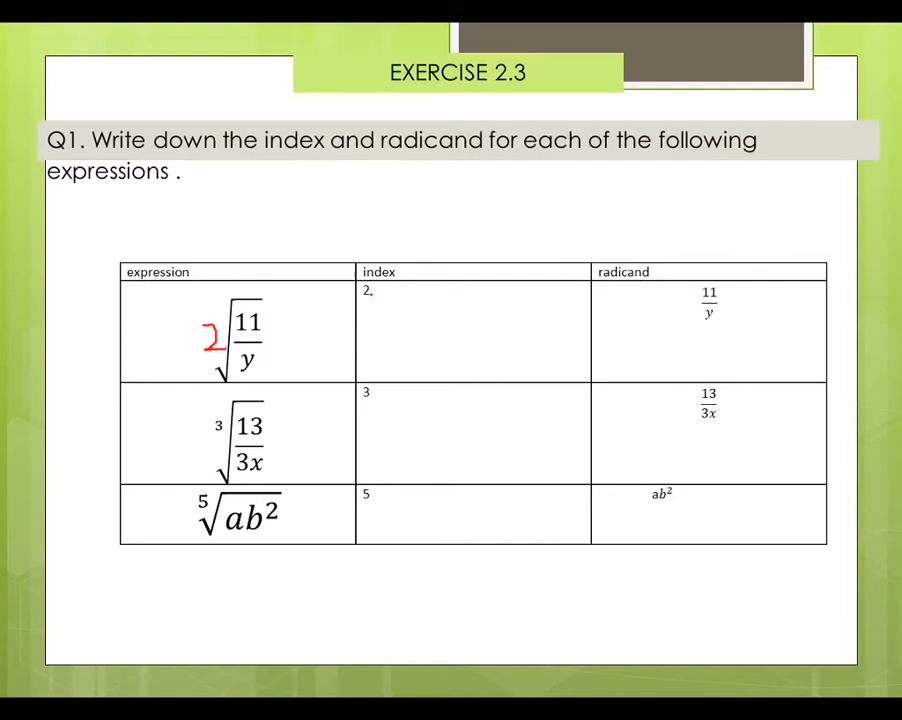 EXERCISE 2.3
Q1. Write down the index and radicand for each of the following
expressions .
expression index radicand
2√(11/y) 2. 11/y
³√(13/3x) 3 13/3x
⁵√(ab²) 5 ab²